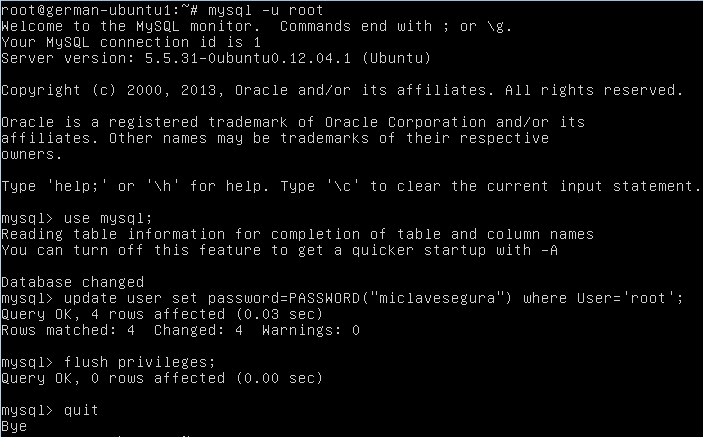 root@german-ubuntu1:~# mysql -u root
Welcome to the MySQL monitor.  Commands end with ; or \g.
Your MySQL connection id is 1
Server version: 5.5.31-0ubuntu0.12.04.1 (Ubuntu)
Copyright (c) 2000, 2013, Oracle and/or its affiliates. All rights reserved.
Oracle is a registered trademark of Oracle Corporation and/or its
affiliates. Other names may be trademarks of their respective
owners.
Type 'help;' or '\h' for help. Type '\c' to clear the current input statement.
mysql> use mysql;
Reading table information for completion of table and column names
You can turn off this feature to get a quicker startup with -A
Database changed
mysql> update user set password=PASSWORD("miclavesegura") where User='root';
Query OK, 4 rows affected (0.03 sec)
Rows matched: 4  Changed: 4  Warnings: 0
mysql> flush privileges;
Query OK, 0 rows affected (0.00 sec)
mysql> quit
Bye